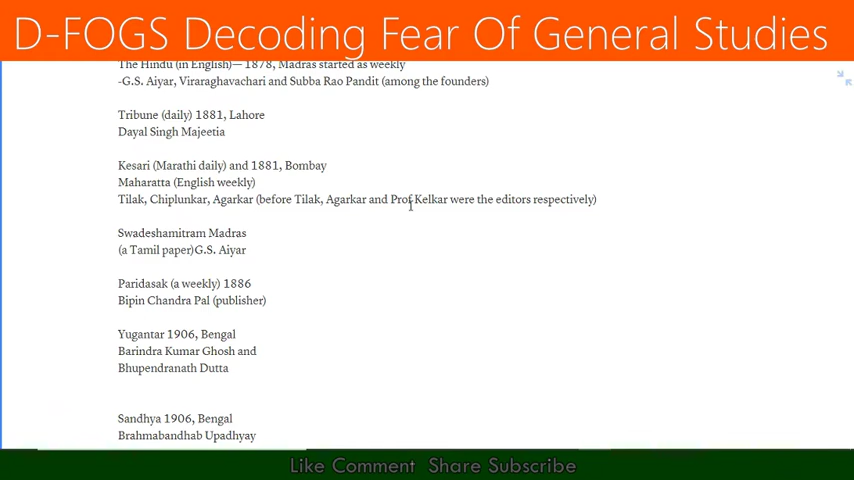 D-FOGS Decoding Fear Of General Studies
The Hindu (in English)— 1878, Madras started as weekly
-G.S. Aiyar, Viraraghavachari and Subba Rao Pandit (among the founders)
Tribune (daily) 1881, Lahore
Dayal Singh Majeetia
Kesari (Marathi daily) and 1881, Bombay
Maharatta (English weekly)
Tilak, Chiplunkar, Agarkar (before Tilak, Agarkar and Prof Kelkar were the editors respectively)
Swadeshamitram Madras
(a Tamil paper)G.S. Aiyar
Paridasak (a weekly) 1886
Bipin Chandra Pal (publisher)
Yugantar 1906, Bengal
Barindra Kumar Ghosh and
Bhupendranath Dutta
Sandhya 1906, Bengal
Brahmabandhab Upadhyay
Like Comment Share Subscribe